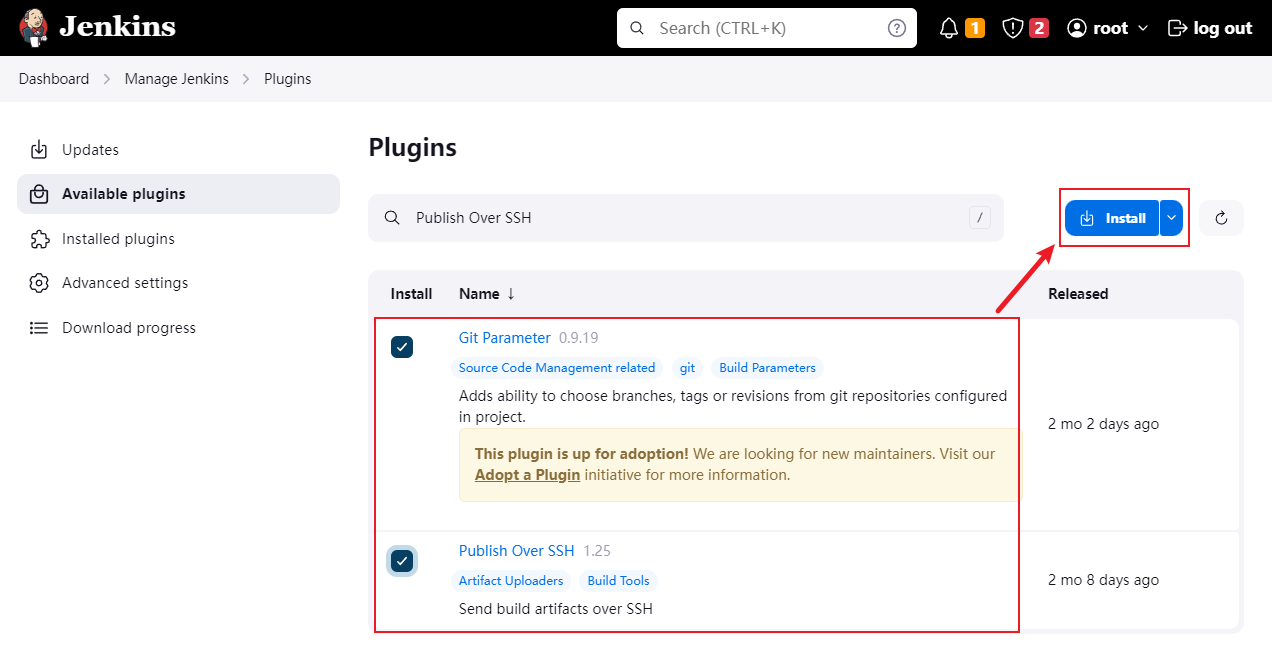 Jenkins
Search (CTRL+K)
1
2
root
log out
Dashboard
Manage Jenkins
Plugins
Updates
Available plugins
Installed plugins
Advanced settings
Download progress
Plugins
Publish Over SSH
/
Install
Install
Name ↓
Released
Git Parameter 0.9.19
Source Code Management related
git
Build Parameters
Adds ability to choose branches, tags or revisions from git repositories configured
in project.
This plugin is up for adoption! We are looking for new maintainers. Visit our
Adopt a Plugin initiative for more information.
2 mo 2 days ago
Publish Over SSH 1.25
Artifact Uploaders
Build Tools
Send build artifacts over SSH
2 mo 8 days ago